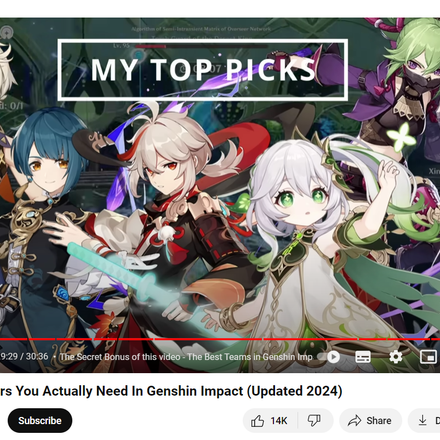 MY TOP PICKS
9:29 / 30:36 • The Secret Bonus of this video - The Best Teams in Genshin Imp
rs You Actually Need In Genshin Impact (Updated 2024)
Subscribe
14K
Share
D